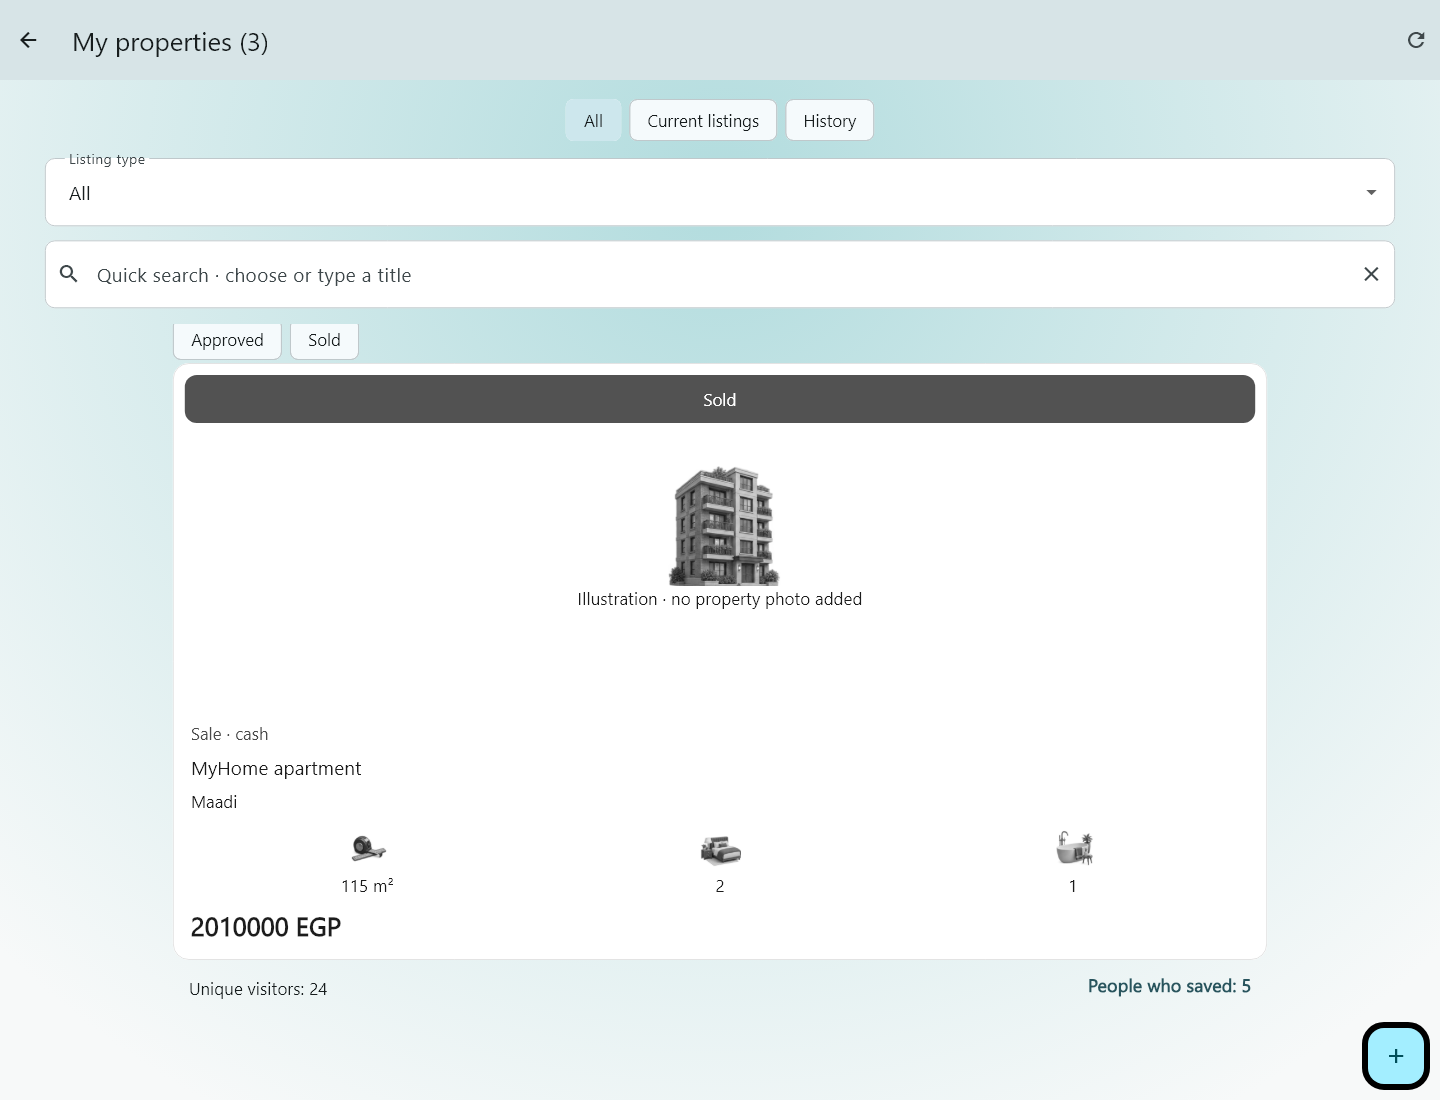 My properties (3)
All
Current listings
History
Listing type
All
Quick search · choose or type a title
Approved
Sold
Sold
Illustration · no property photo added
Sale · cash
MyHome apartment
Maadi
115 m²
2
1
2010000 EGP
Unique visitors: 24
People who saved: 5